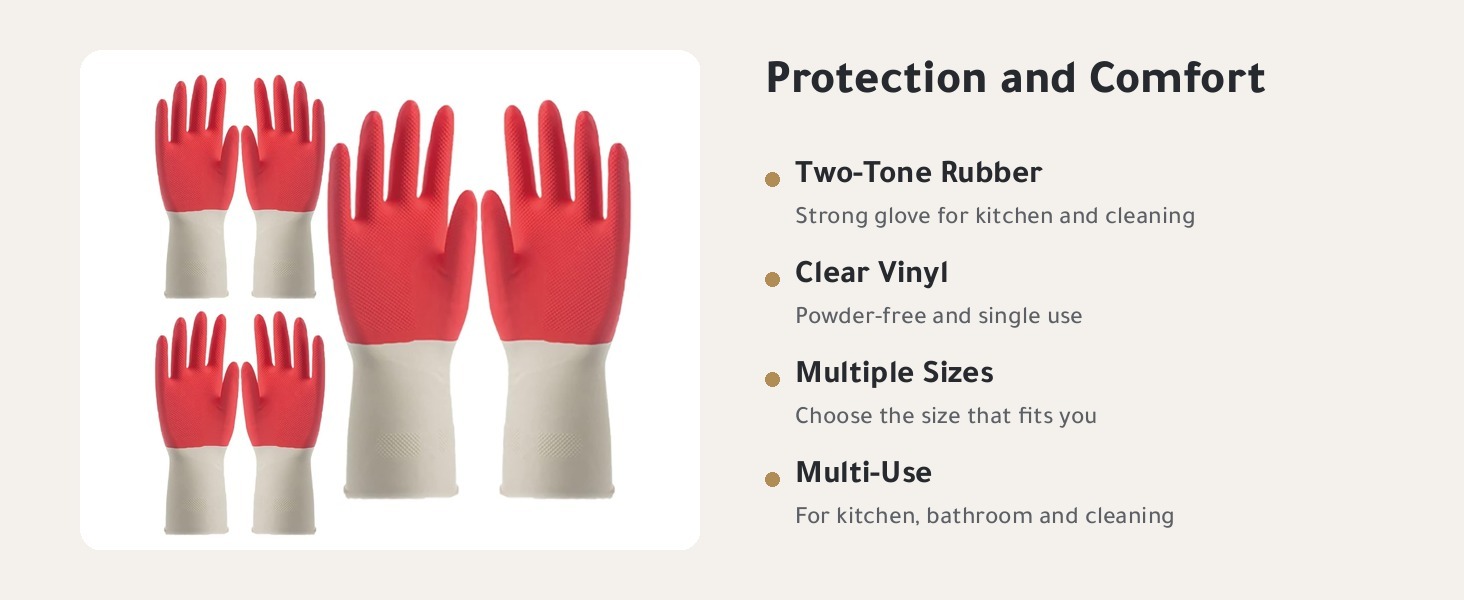 Protection and Comfort
Two-Tone Rubber
Strong glove for kitchen and cleaning
Clear Vinyl
Powder-free and single use
Multiple Sizes
Choose the size that fits you
Multi-Use
For kitchen, bathroom and cleaning